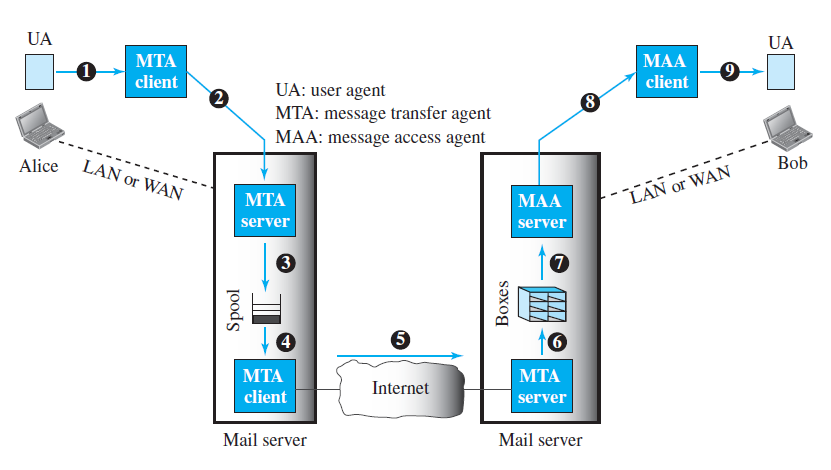 UA
1
MTA
client
2
UA: user agent
MTA: message transfer agent
MAA: message access agent
8
MAA
client
9
UA
Alice
LAN or WAN
LAN or WAN
Bob
MTA
server
3
Spool
4
MTA
client
Mail server
5
Internet
MAA
server
7
Boxes
6
MTA
server
Mail server